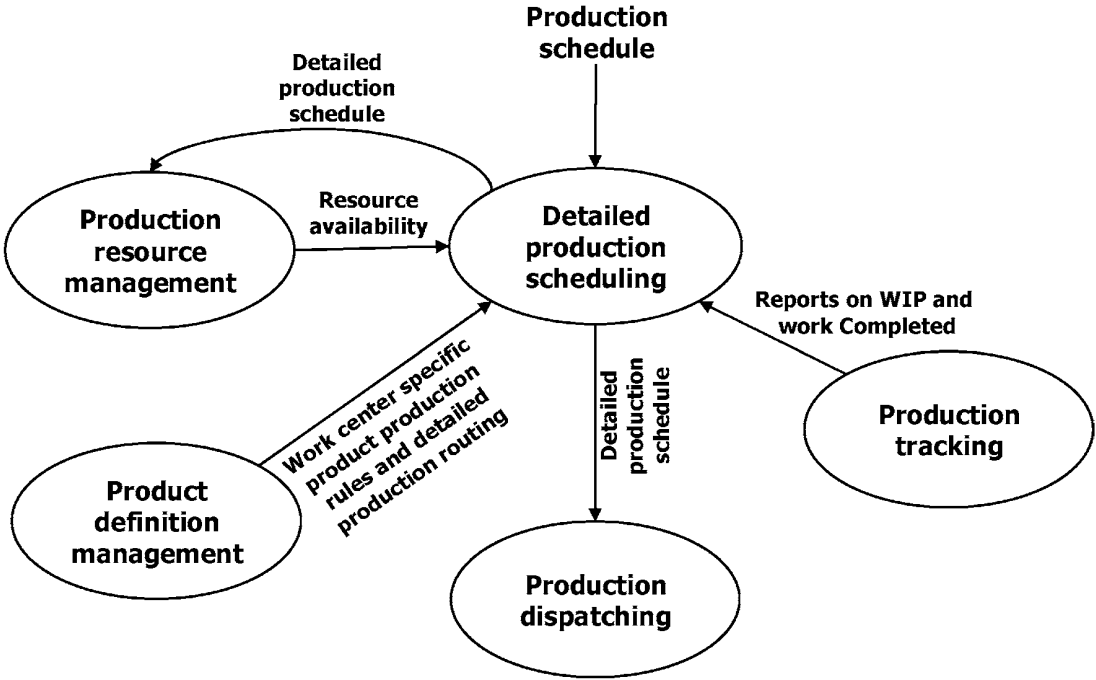 Production
schedule
Detailed
production
schedule
Production
resource
management
Resource
availability
Detailed
production
scheduling
Reports on WIP and
work Completed
Production
tracking
Work center specific
product production
rules and detailed
production routing
Detailed
production
schedule
Product
definition
management
Production
dispatching